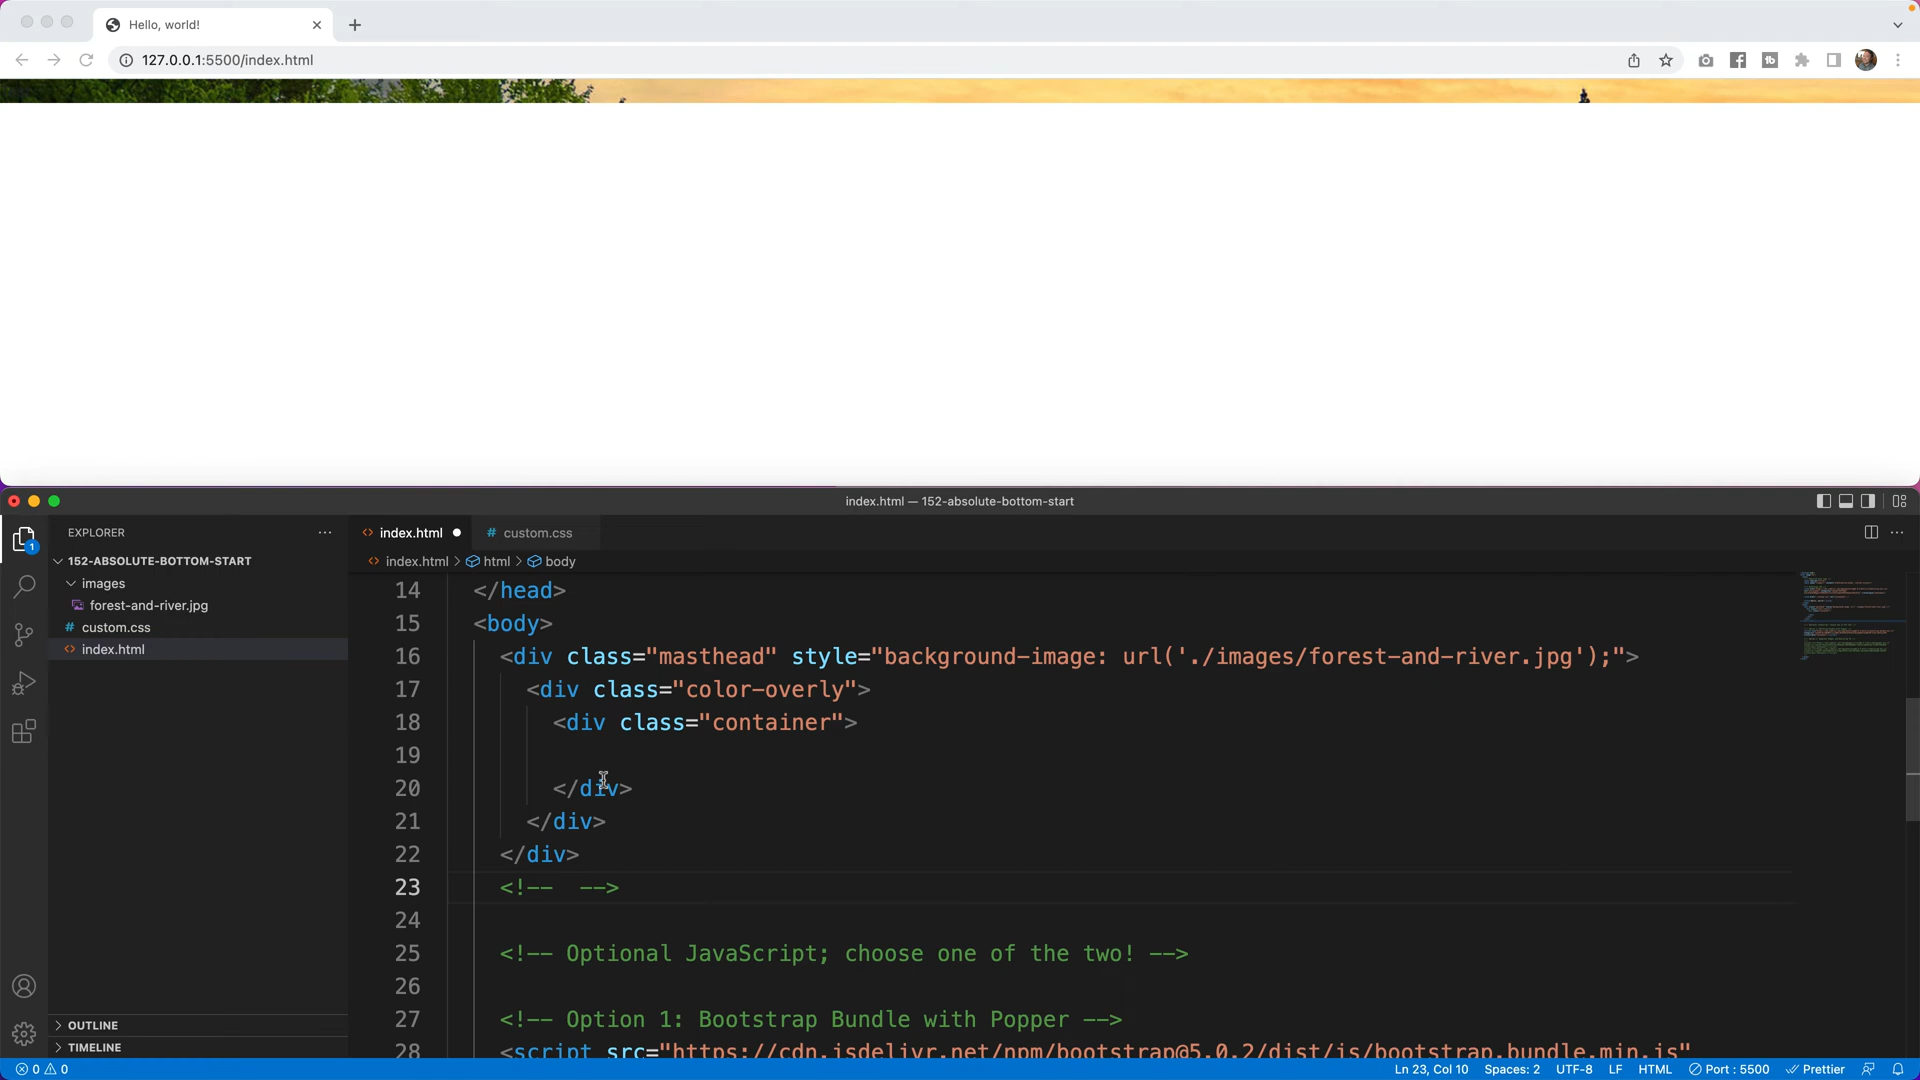 Hello, world!
127.0.0.1:5500/index.html
index.html — 152-absolute-bottom-start
EXPLORER
152-ABSOLUTE-BOTTOM-START
images
forest-and-river.jpg
custom.css
index.html
OUTLINE
TIMELINE
1
index.html
custom.css
index.html > html > body
14 </head>
15 <body>
16 <div class="masthead" style="background-image: url('./images/forest-and-river.jpg');">
17 <div class="color-overly">
18 <div class="container">
19
20 </div>
21 </div>
22 </div>
23 <!--  -->
24
25 <!-- Optional JavaScript; choose one of the two! -->
26
27 <!-- Option 1: Bootstrap Bundle with Popper -->
28 <script src="https://cdn.jsdelivr.net/npm/bootstrap@5.0.2/dist/js/bootstrap.bundle.min.js"
0 0
Ln 23, Col 10
Spaces: 2
UTF-8
LF
HTML
Port : 5500
Prettier